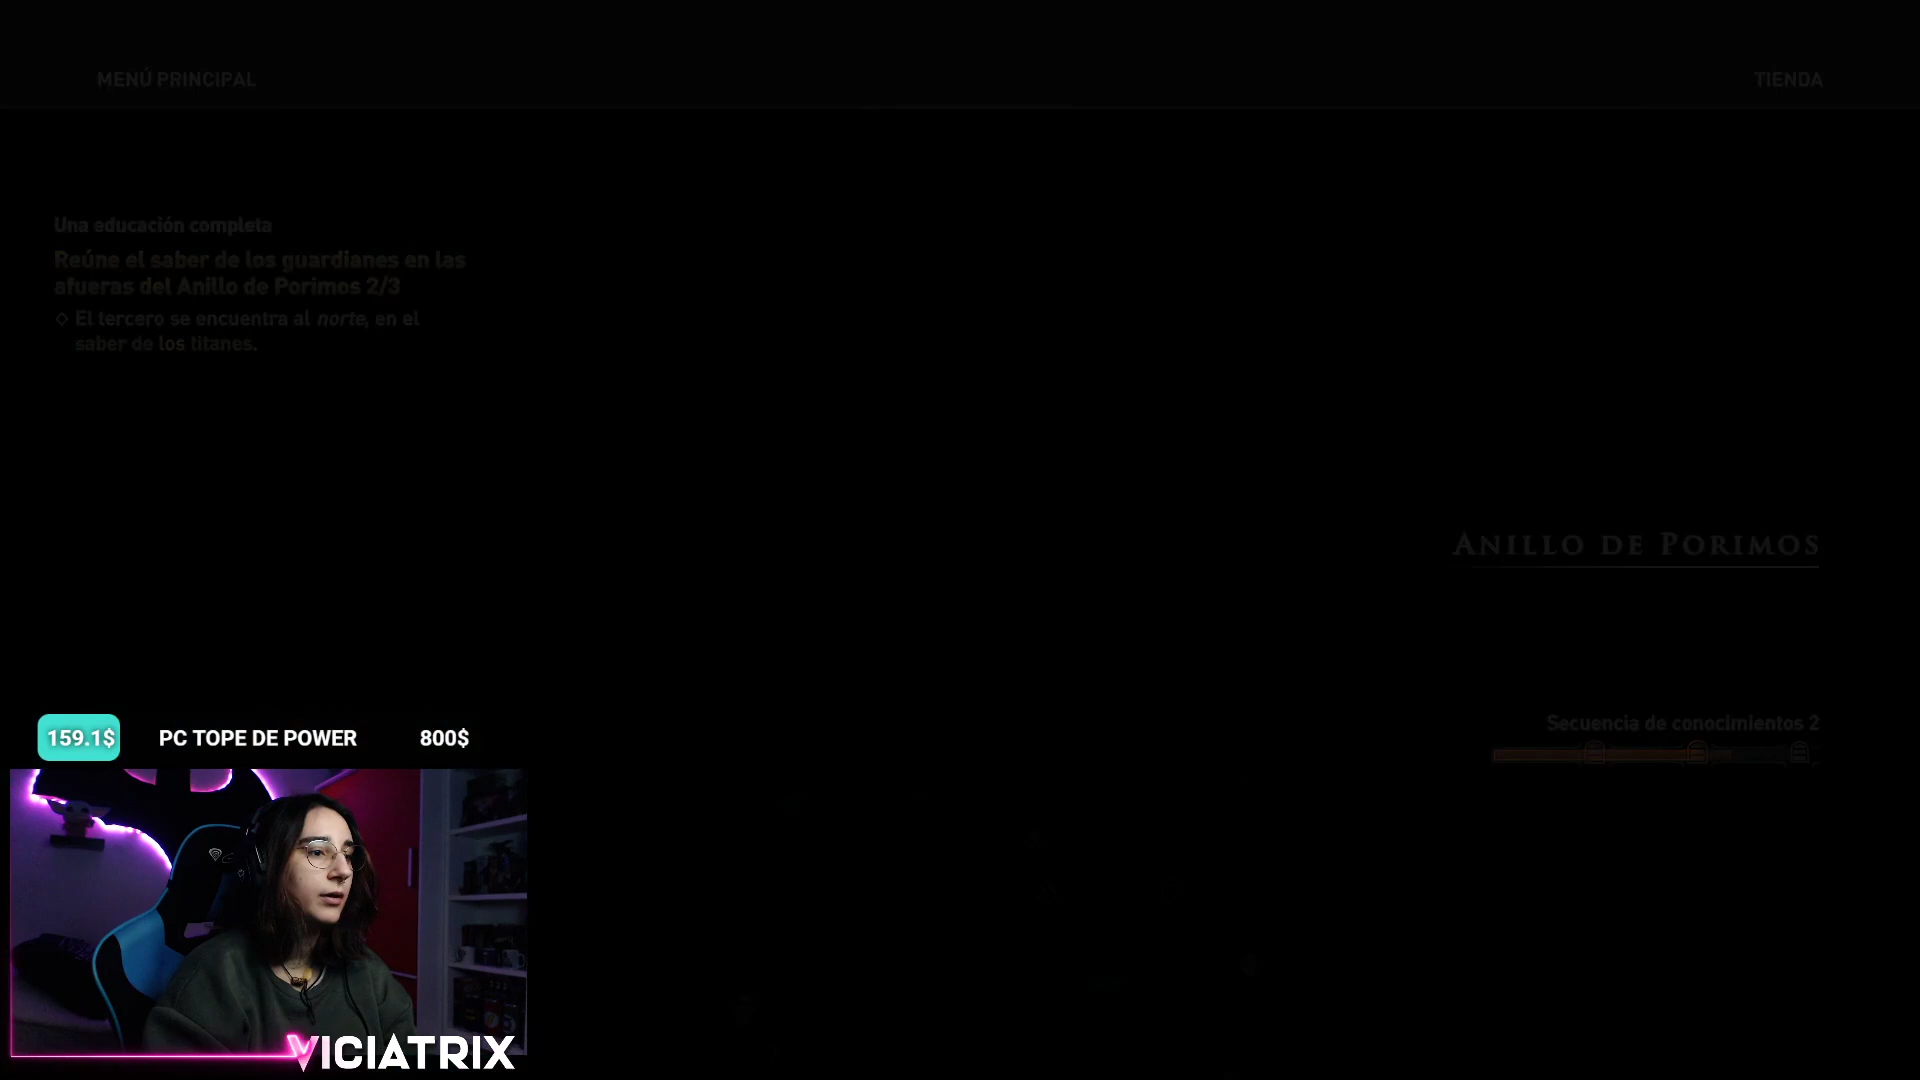 MENÚ PRINCIPAL
TIENDA
Una educación completa
Reúne el saber de los guardianes en las
afueras del Anillo de Porimos 2/3
◇ El tercero se encuentra al norte, en el
saber de los titanes.
ANILLO DE PORIMOS
Secuencia de conocimientos 2
159.1$ PC TOPE DE POWER 800$
VICIATRIX